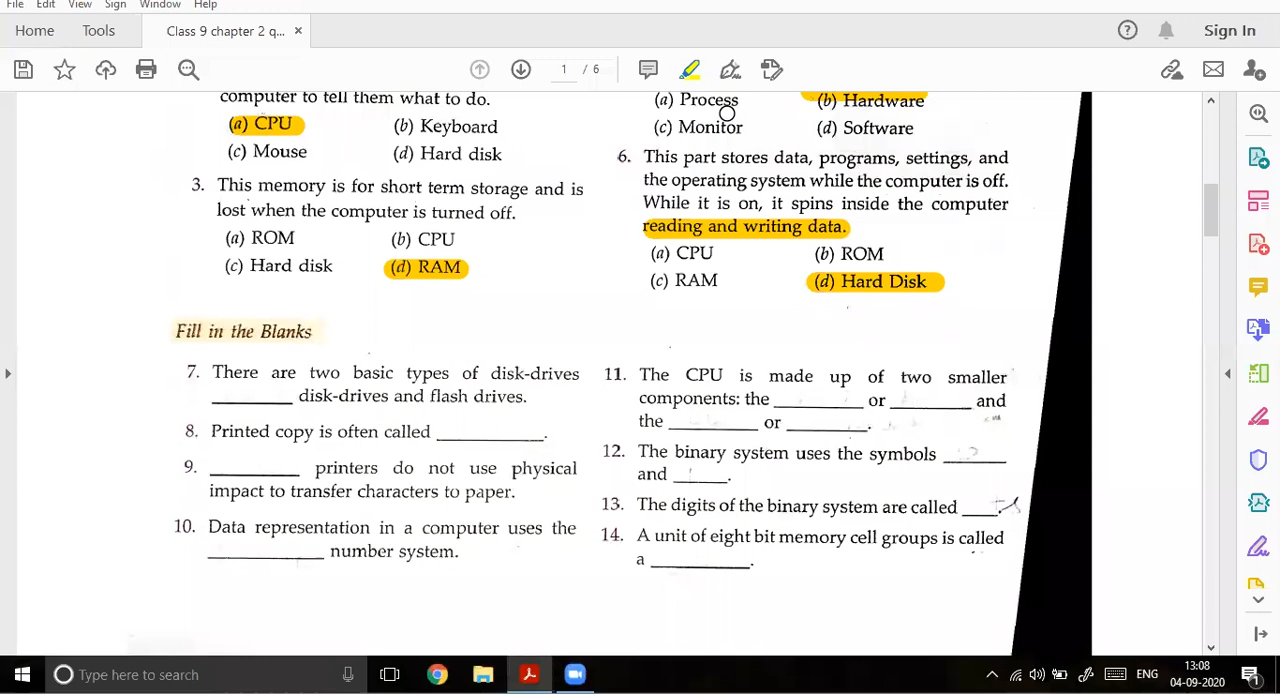 File Edit View Sign Window Help
Home Tools Class 9 chapter 2 q... × Sign In
1 / 6
computer to tell them what to do.
(a) CPU (b) Keyboard
(c) Mouse (d) Hard disk
3. This memory is for short term storage and is
lost when the computer is turned off.
(a) ROM (b) CPU
(c) Hard disk (d) RAM
(a) Process (b) Hardware
(c) Monitor (d) Software
6. This part stores data, programs, settings, and
the operating system while the computer is off.
While it is on, it spins inside the computer
reading and writing data.
(a) CPU (b) ROM
(c) RAM (d) Hard Disk
Fill in the Blanks
7. There are two basic types of disk-drives
________ disk-drives and flash drives.
8. Printed copy is often called ________.
9. ________ printers do not use physical
impact to transfer characters to paper.
10. Data representation in a computer uses the
________ number system.
11. The CPU is made up of two smaller
components: the ________ or ________ and
the ________ or ________.
12. The binary system uses the symbols ________
and ________.
13. The digits of the binary system are called ____.
14. A unit of eight bit memory cell groups is called
a ________.
Type here to search
ENG
13:08
04-09-2020
1